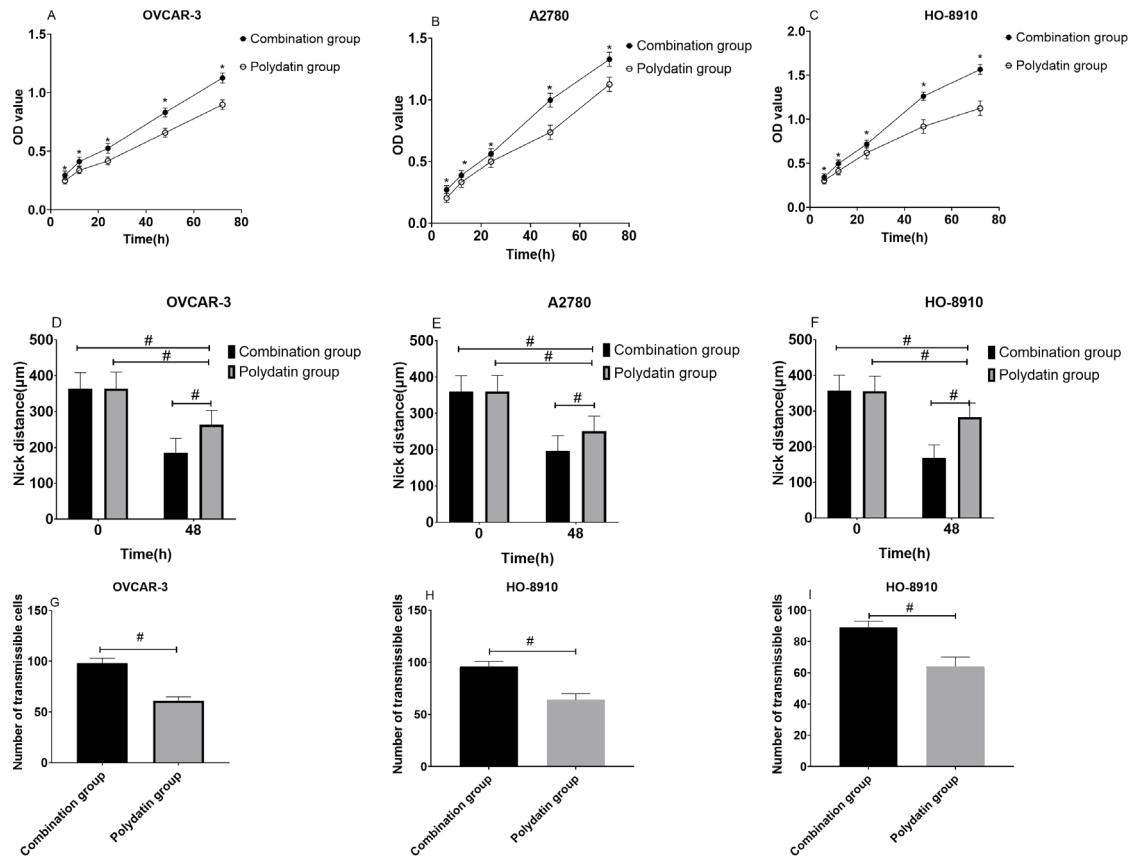 A
OVCAR-3
OD value
1.5
1.0
0.5
0.0
*
*
*
*
*
0 20 40 60 80
Time(h)
Combination group
Polydatin group
B
A2780
OD value
1.5
1.0
0.5
0.0
*
*
*
*
*
0 20 40 60 80
Time(h)
Combination group
Polydatin group
C
HO-8910
OD value
2.0
1.5
1.0
0.5
0.0
*
*
*
*
*
0 20 40 60 80
Time(h)
Combination group
Polydatin group
D
OVCAR-3
Nick distance(μm)
500
400
300
200
100
0
#
#
#
0 48
Time(h)
Combination group
Polydatin group
E
A2780
Nick distance(μm)
500
400
300
200
100
0
#
#
#
0 48
Time(h)
Combination group
Polydatin group
F
HO-8910
Nick distance(μm)
500
400
300
200
100
0
#
#
#
0 48
Time(h)
Combination group
Polydatin group
G
OVCAR-3
Number of transmissible cells
150
100
50
0
#
Combination group
Polydatin group
H
HO-8910
Number of transmissible cells
150
100
50
0
#
Combination group
Polydatin group
I
HO-8910
Number of transmissible cells
100
80
60
40
20
0
#
Combination group
Polydatin group